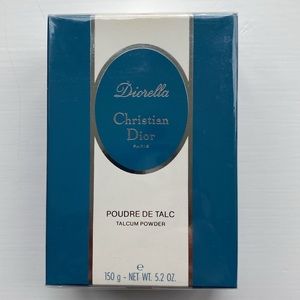 Diorella
Christian
Dior
PARIS
POUDRE DE TALC
TALCUM POWDER
e
150 g - NET WT. 5.2 OZ.